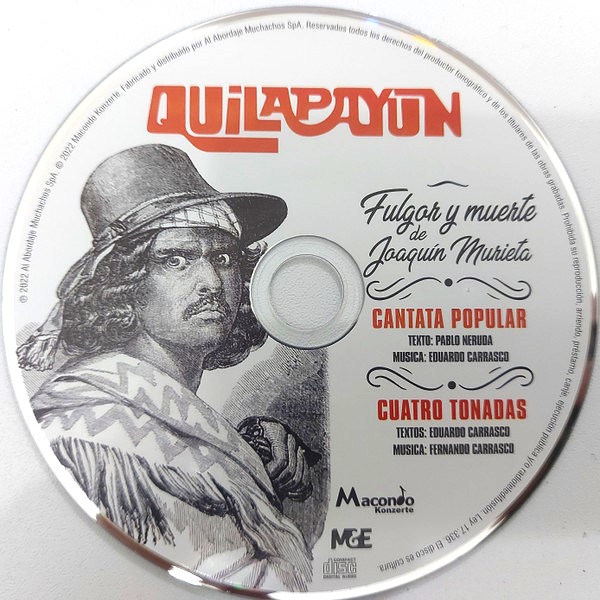 QUILAPAYUN
Fulgor y muerte
de
Joaquín Murieta
CANTATA POPULAR
TEXTO: PABLO NERUDA
MUSICA: EDUARDO CARRASCO
CUATRO TONADAS
TEXTOS: EDUARDO CARRASCO
MUSICA: FERNANDO CARRASCO
Macondo
Konzerte
M&E
COMPACT
disc
DIGITAL AUDIO
℗ 2022 Al Abordaje Muchachos SpA. © 2022 Macondo Konzerte. Fabricado y distribuido por Al Abordaje Muchachos SpA. Reservados todos los derechos del productor fonográfico y de los titulares de las obras grabadas. Prohibida su reproducción, arriendo, préstamo, canje, ejecución pública y/o radioteledifusión. Ley 17.336. El disco es cultura